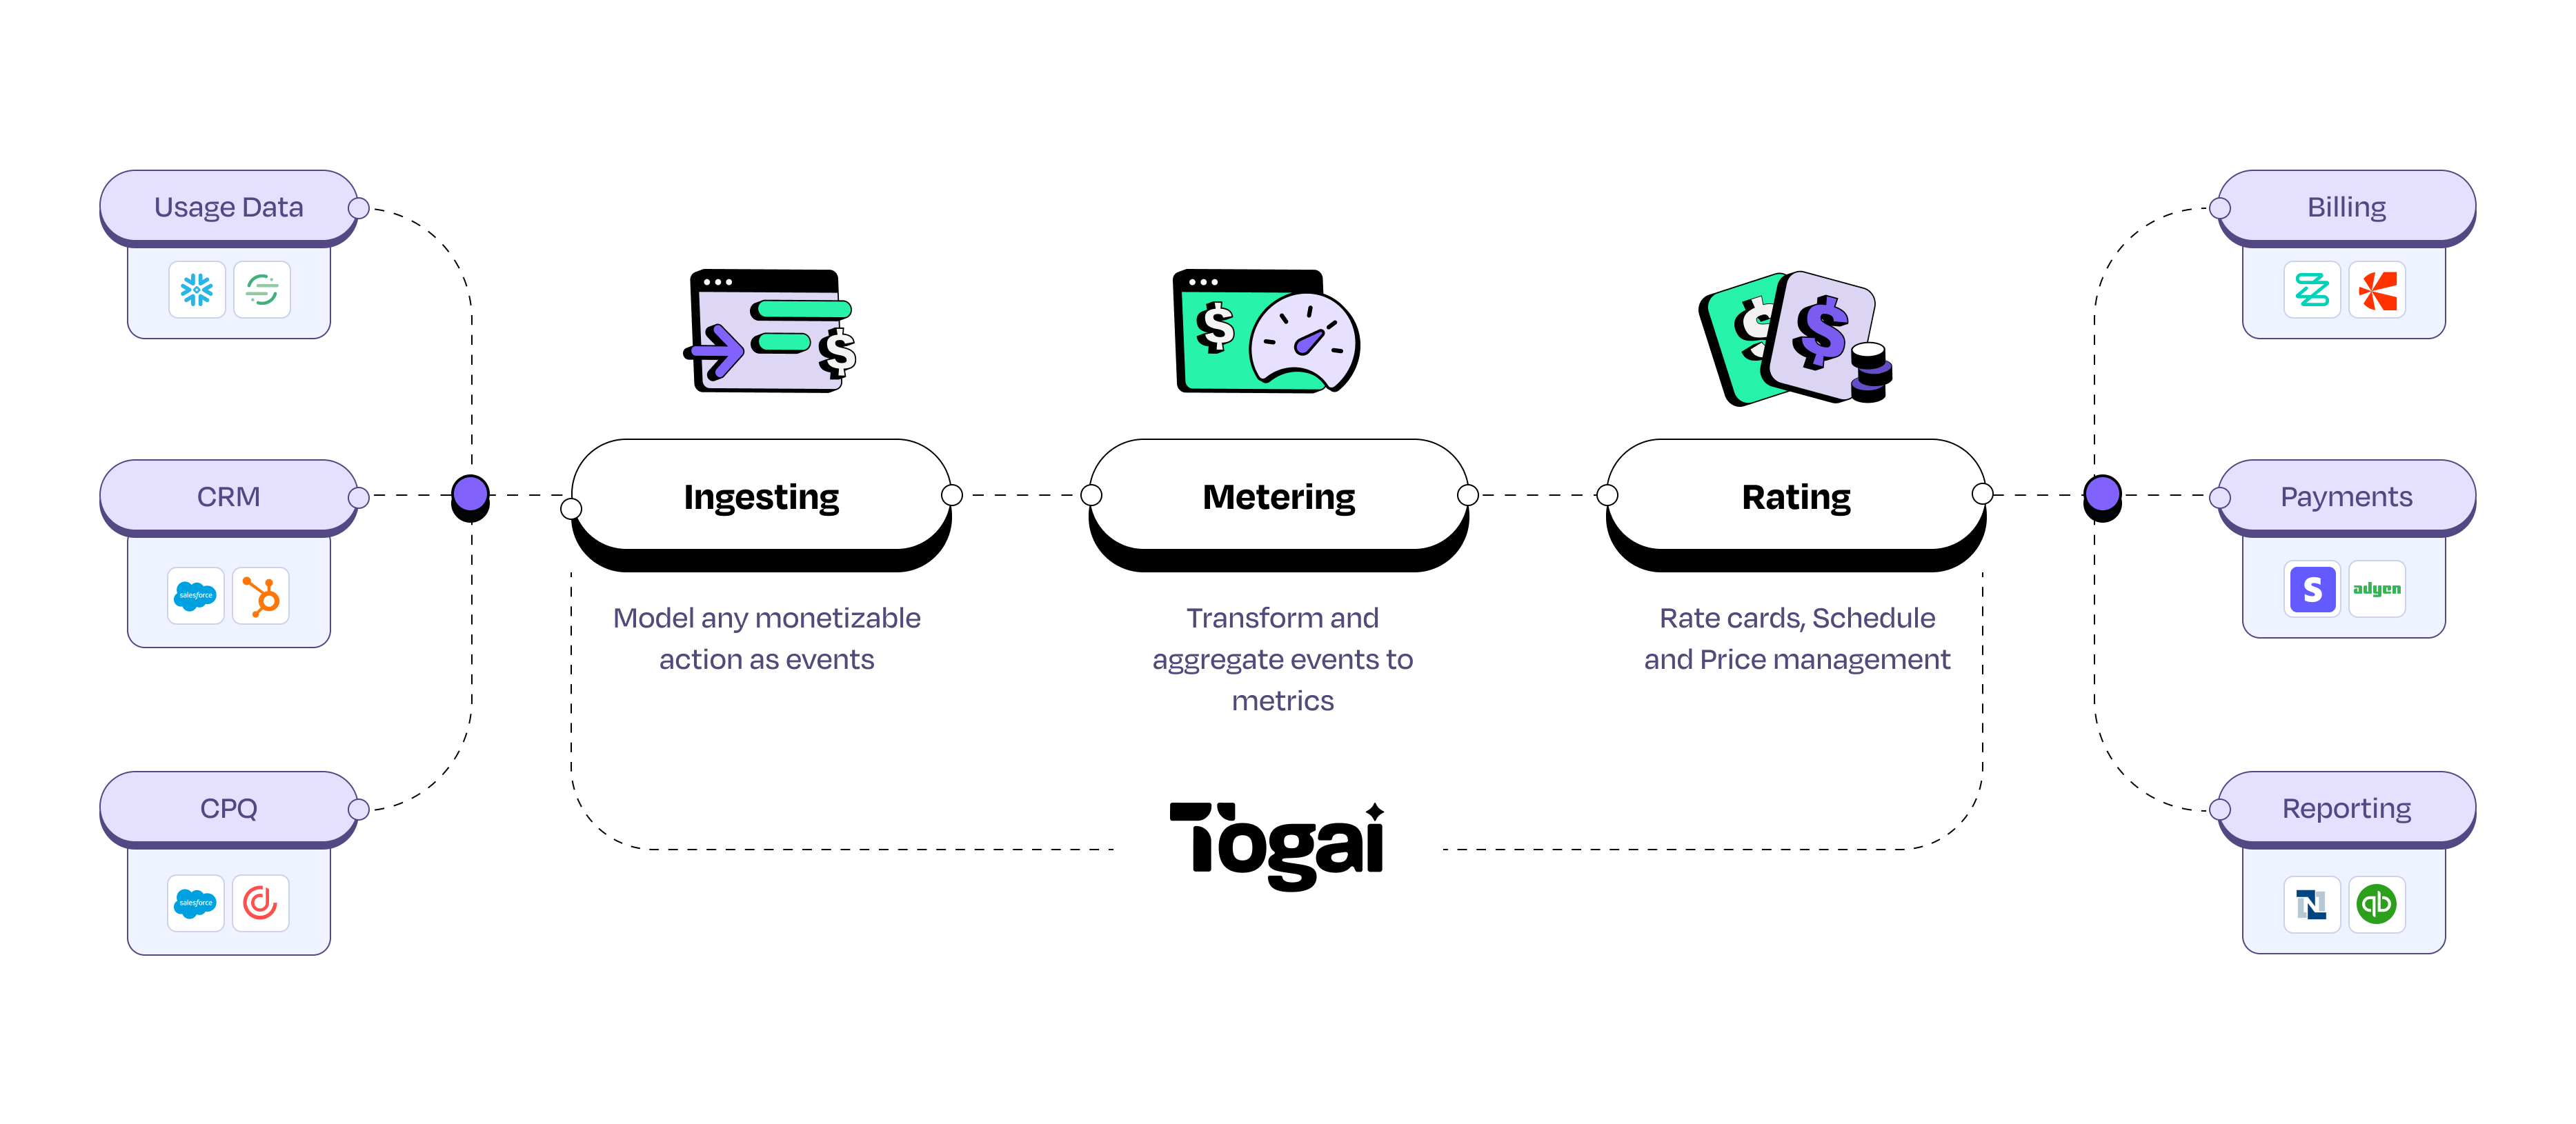 Usage Data
CRM
salesforce
CPQ
salesforce
$
Ingesting
Model any monetizable
action as events
$
Metering
Transform and
aggregate events to
metrics
$
$
Rating
Rate cards, Schedule
and Price management
Togai
Billing
Payments
S
adyen
Reporting
N
qb